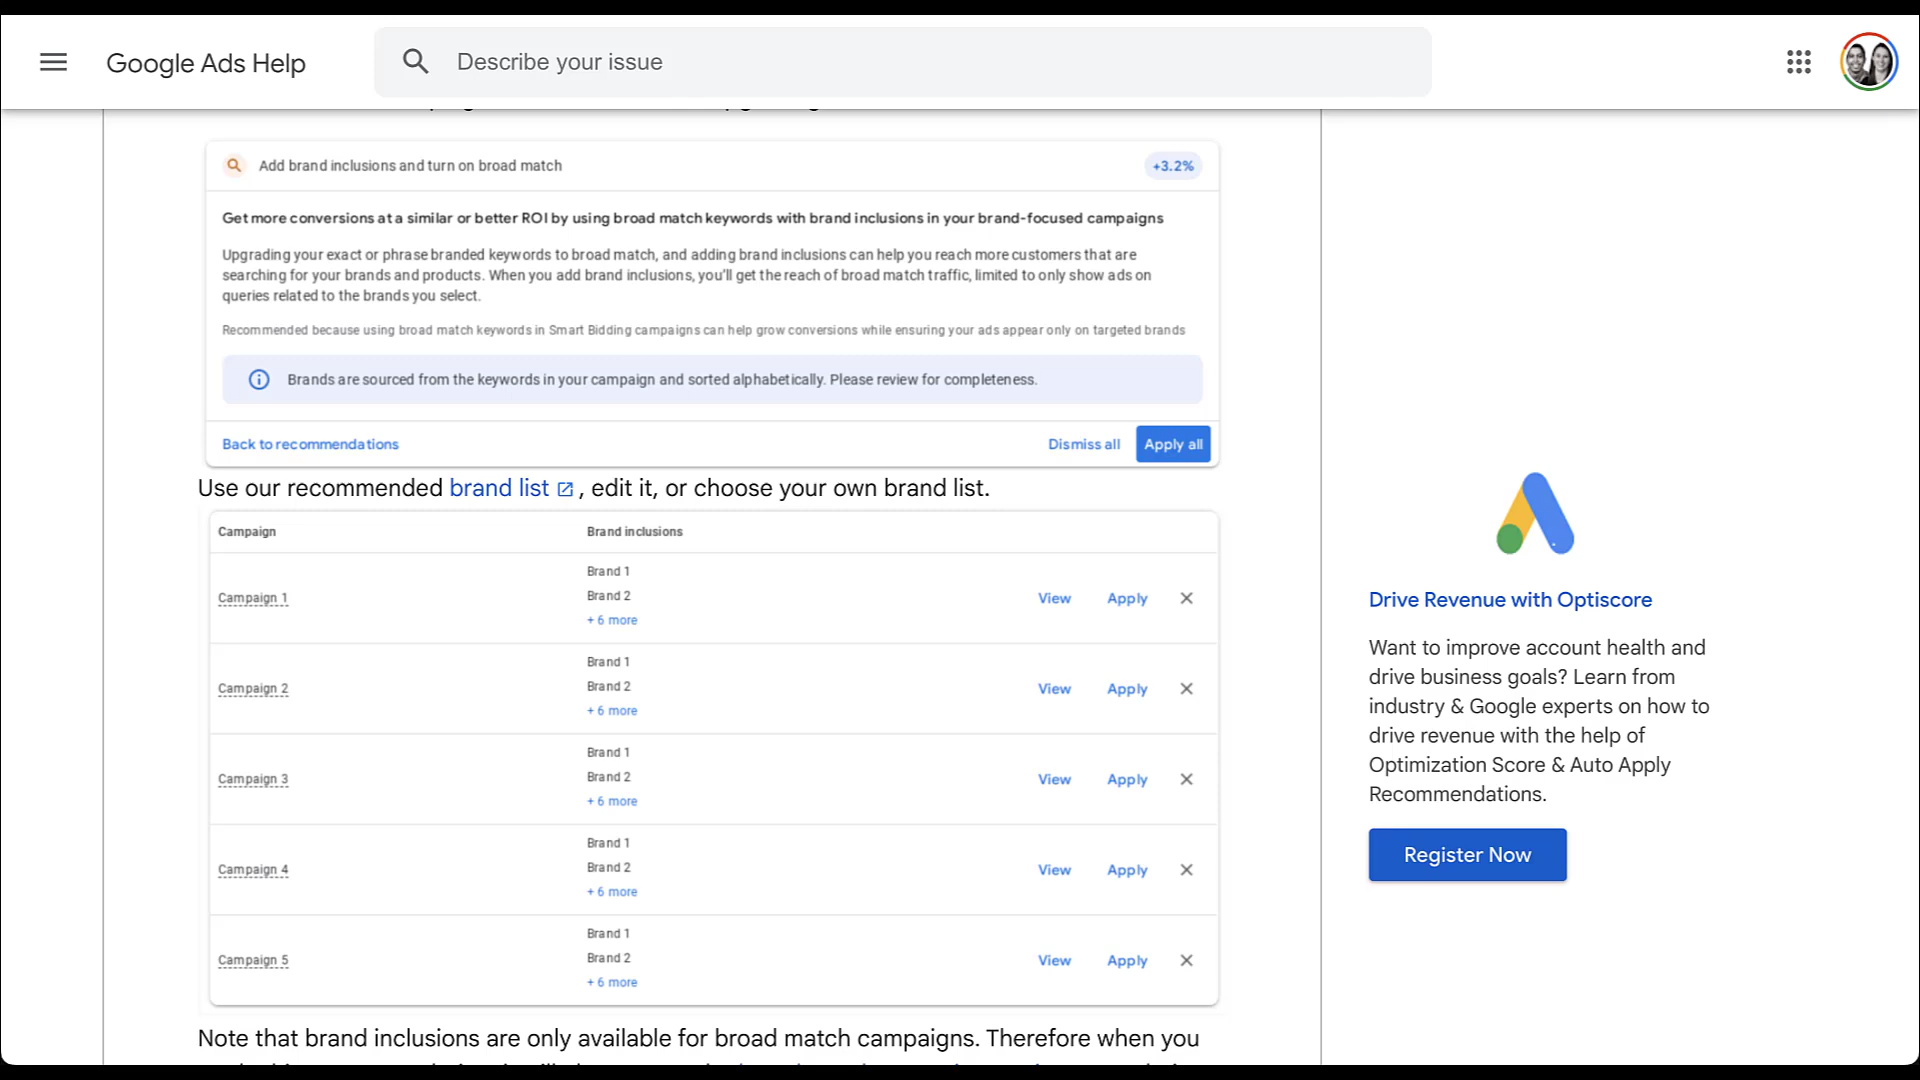 Google Ads Help
Describe your issue
Add brand inclusions and turn on broad match
+3.2%
Get more conversions at a similar or better ROI by using broad match keywords with brand inclusions in your brand-focused campaigns
Upgrading your exact or phrase branded keywords to broad match, and adding brand inclusions can help you reach more customers that are
searching for your brands and products. When you add brand inclusions, you'll get the reach of broad match traffic, limited to only show ads on
queries related to the brands you select.
Recommended because using broad match keywords in Smart Bidding campaigns can help grow conversions while ensuring your ads appear only on targeted brands
Brands are sourced from the keywords in your campaign and sorted alphabetically. Please review for completeness.
Back to recommendations
Dismiss all
Apply all
Use our recommended brand list , edit it, or choose your own brand list.
Campaign
Brand inclusions
Campaign 1
Brand 1
Brand 2
+ 6 more
View
Apply
Campaign 2
Brand 1
Brand 2
+ 6 more
View
Apply
Campaign 3
Brand 1
Brand 2
+ 6 more
View
Apply
Campaign 4
Brand 1
Brand 2
+ 6 more
View
Apply
Campaign 5
Brand 1
Brand 2
+ 6 more
View
Apply
Note that brand inclusions are only available for broad match campaigns. Therefore when you
Drive Revenue with Optiscore
Want to improve account health and
drive business goals? Learn from
industry & Google experts on how to
drive revenue with the help of
Optimization Score & Auto Apply
Recommendations.
Register Now